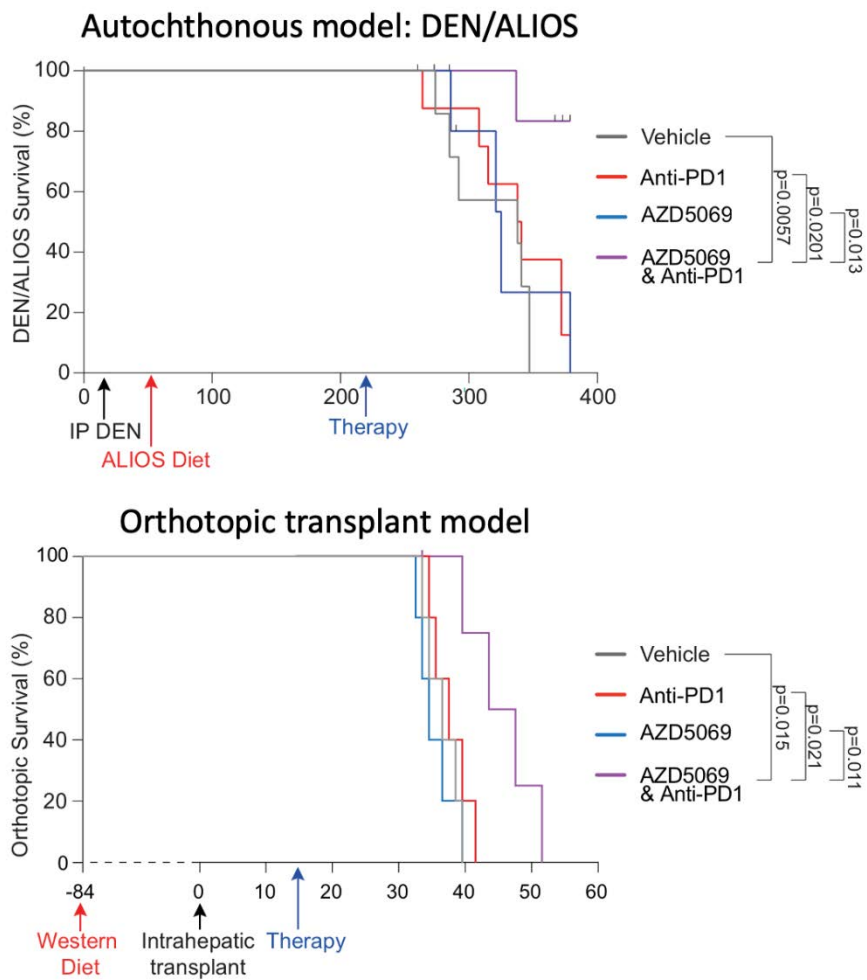 Autochthonous model: DEN/ALIOS
DEN/ALIOS Survival (%)
100
80
60
40
20
0
0 100 200 300 400
IP DEN
ALIOS Diet
Therapy
Vehicle
Anti-PD1
AZD5069
AZD5069
& Anti-PD1
p=0.0057
p=0.0201
p=0.013
Orthotopic transplant model
Orthotopic Survival (%)
100
80
60
40
20
0
-84 0 10 20 30 40 50 60
Western
Diet
Intrahepatic
transplant
Therapy
Vehicle
Anti-PD1
AZD5069
AZD5069
& Anti-PD1
p=0.015
p=0.021
p=0.011